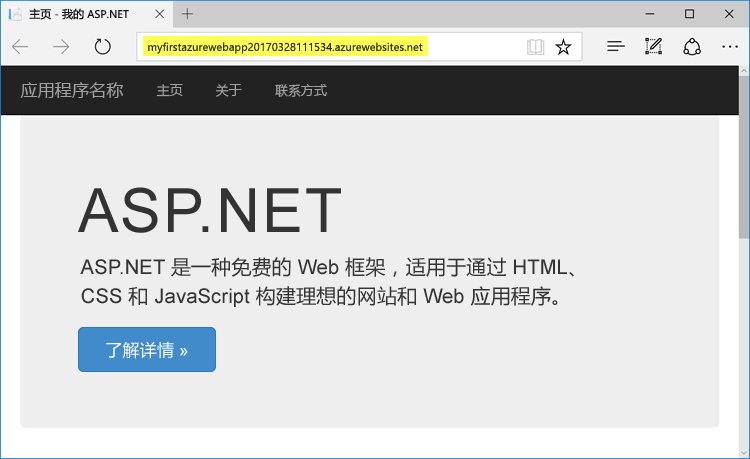 主页 - 我的 ASP.NET
myfirstazurewebapp20170328111534.azurewebsites.net
应用程序名称 主页 关于 联系方式
ASP.NET
ASP.NET 是一种免费的 Web 框架，适用于通过 HTML、
CSS 和 JavaScript 构建理想的网站和 Web 应用程序。
了解详情 »